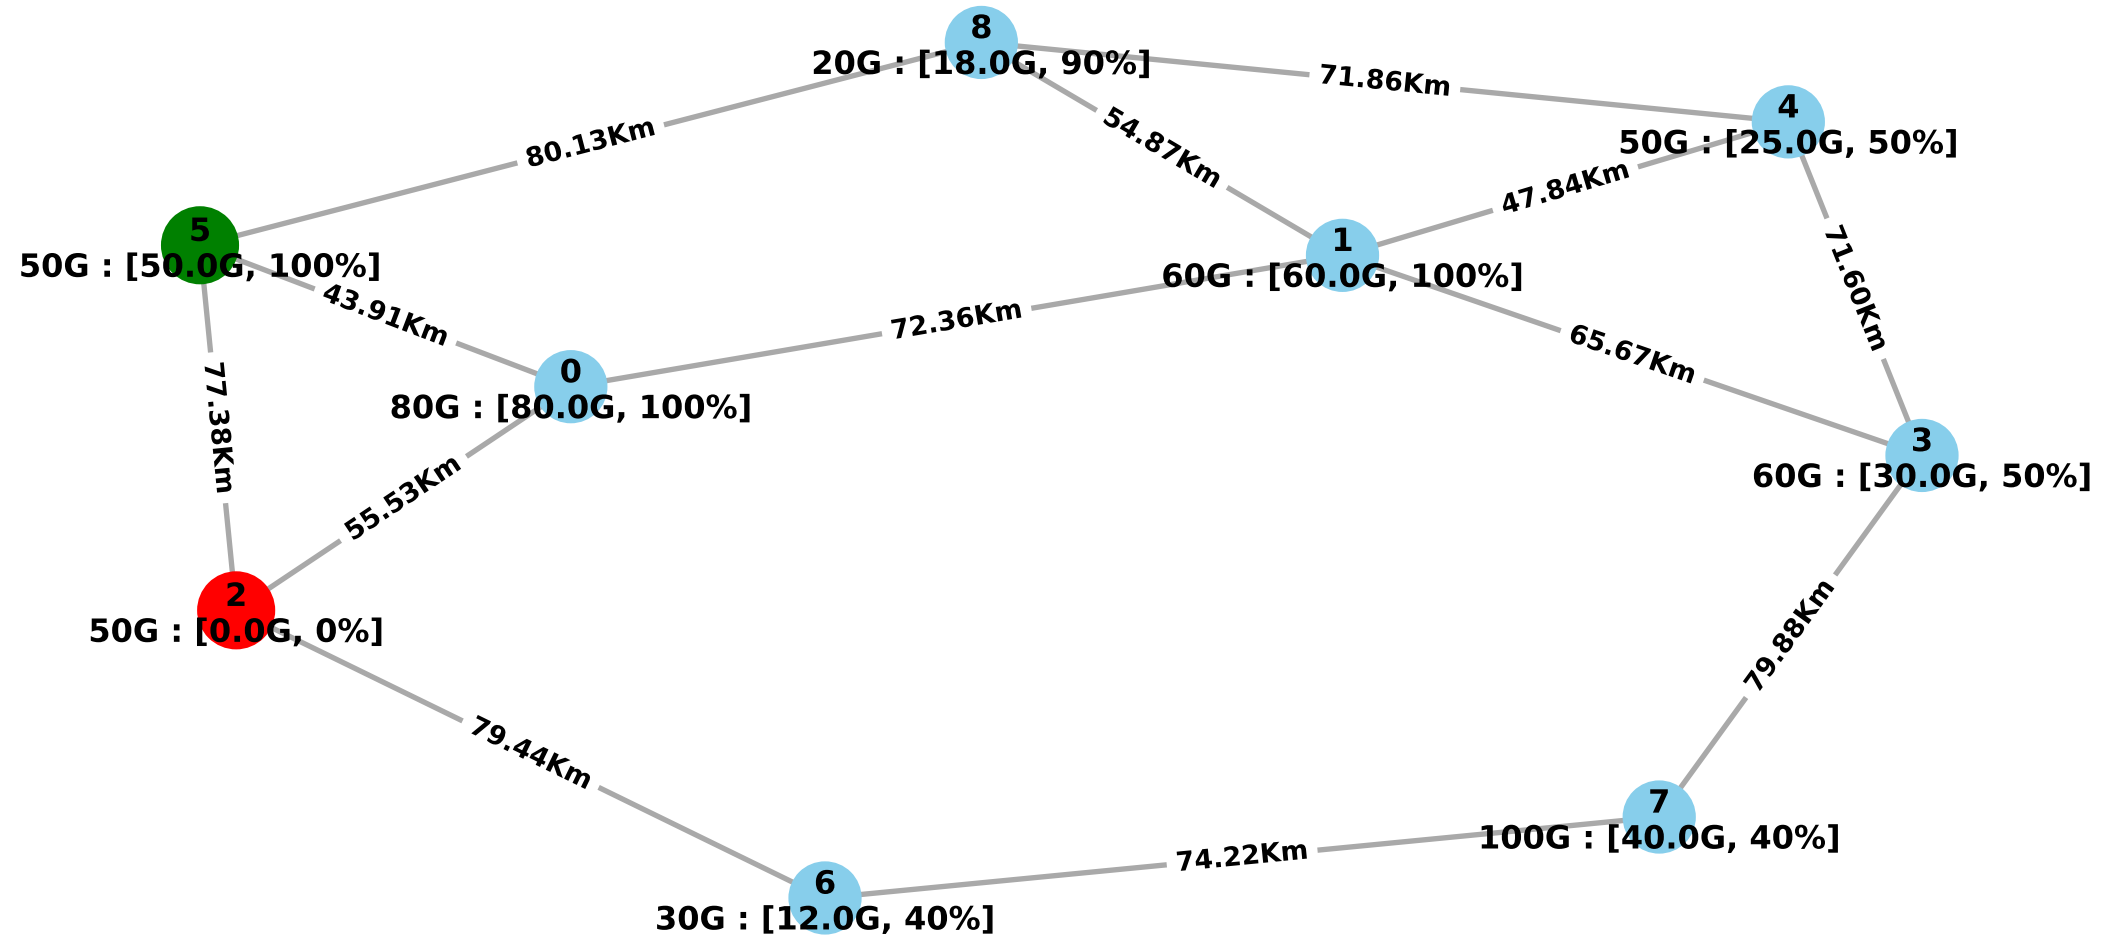 8
20G : [18.0G, 90%]
71.86Km
4
50G : [25.0G, 50%]
80.13Km
54.87Km
47.84Km
5
50G : [50.0G, 100%]
1
60G : [60.0G, 100%]
71.60Km
43.91Km
72.36Km
65.67Km
0
80G : [80.0G, 100%]
77.38Km
3
60G : [30.0G, 50%]
55.53Km
2
50G : [0.0G, 0%]
79.88Km
79.44Km
7
100G : [40.0G, 40%]
74.22Km
6
30G : [12.0G, 40%]